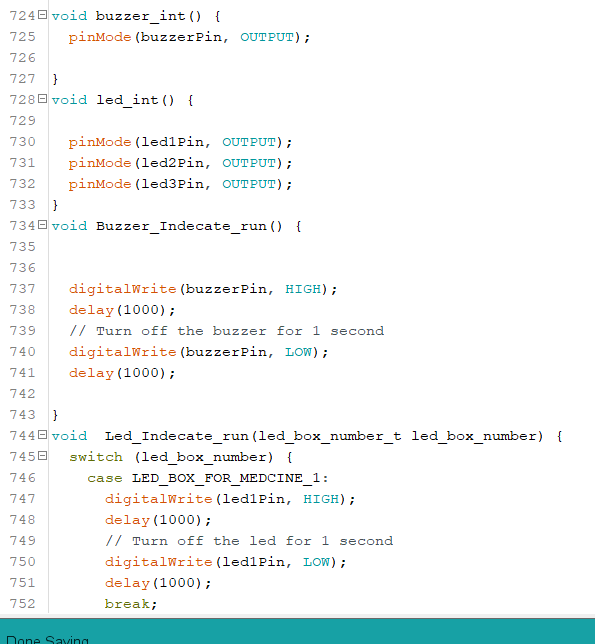 724 void buzzer_int() {
725 pinMode(buzzerPin, OUTPUT);
726
727 }
728 void led_int() {
729
730 pinMode(led1Pin, OUTPUT);
731 pinMode(led2Pin, OUTPUT);
732 pinMode(led3Pin, OUTPUT);
733 }
734 void Buzzer_Indecate_run() {
735
736
737 digitalWrite(buzzerPin, HIGH);
738 delay(1000);
739 // Turn off the buzzer for 1 second
740 digitalWrite(buzzerPin, LOW);
741 delay(1000);
742
743 }
744 void  Led_Indecate_run(led_box_number_t led_box_number) {
745 switch (led_box_number) {
746 case LED_BOX_FOR_MEDCINE_1:
747 digitalWrite(led1Pin, HIGH);
748 delay(1000);
749 // Turn off the led for 1 second
750 digitalWrite(led1Pin, LOW);
751 delay(1000);
752 break;
Done Saving